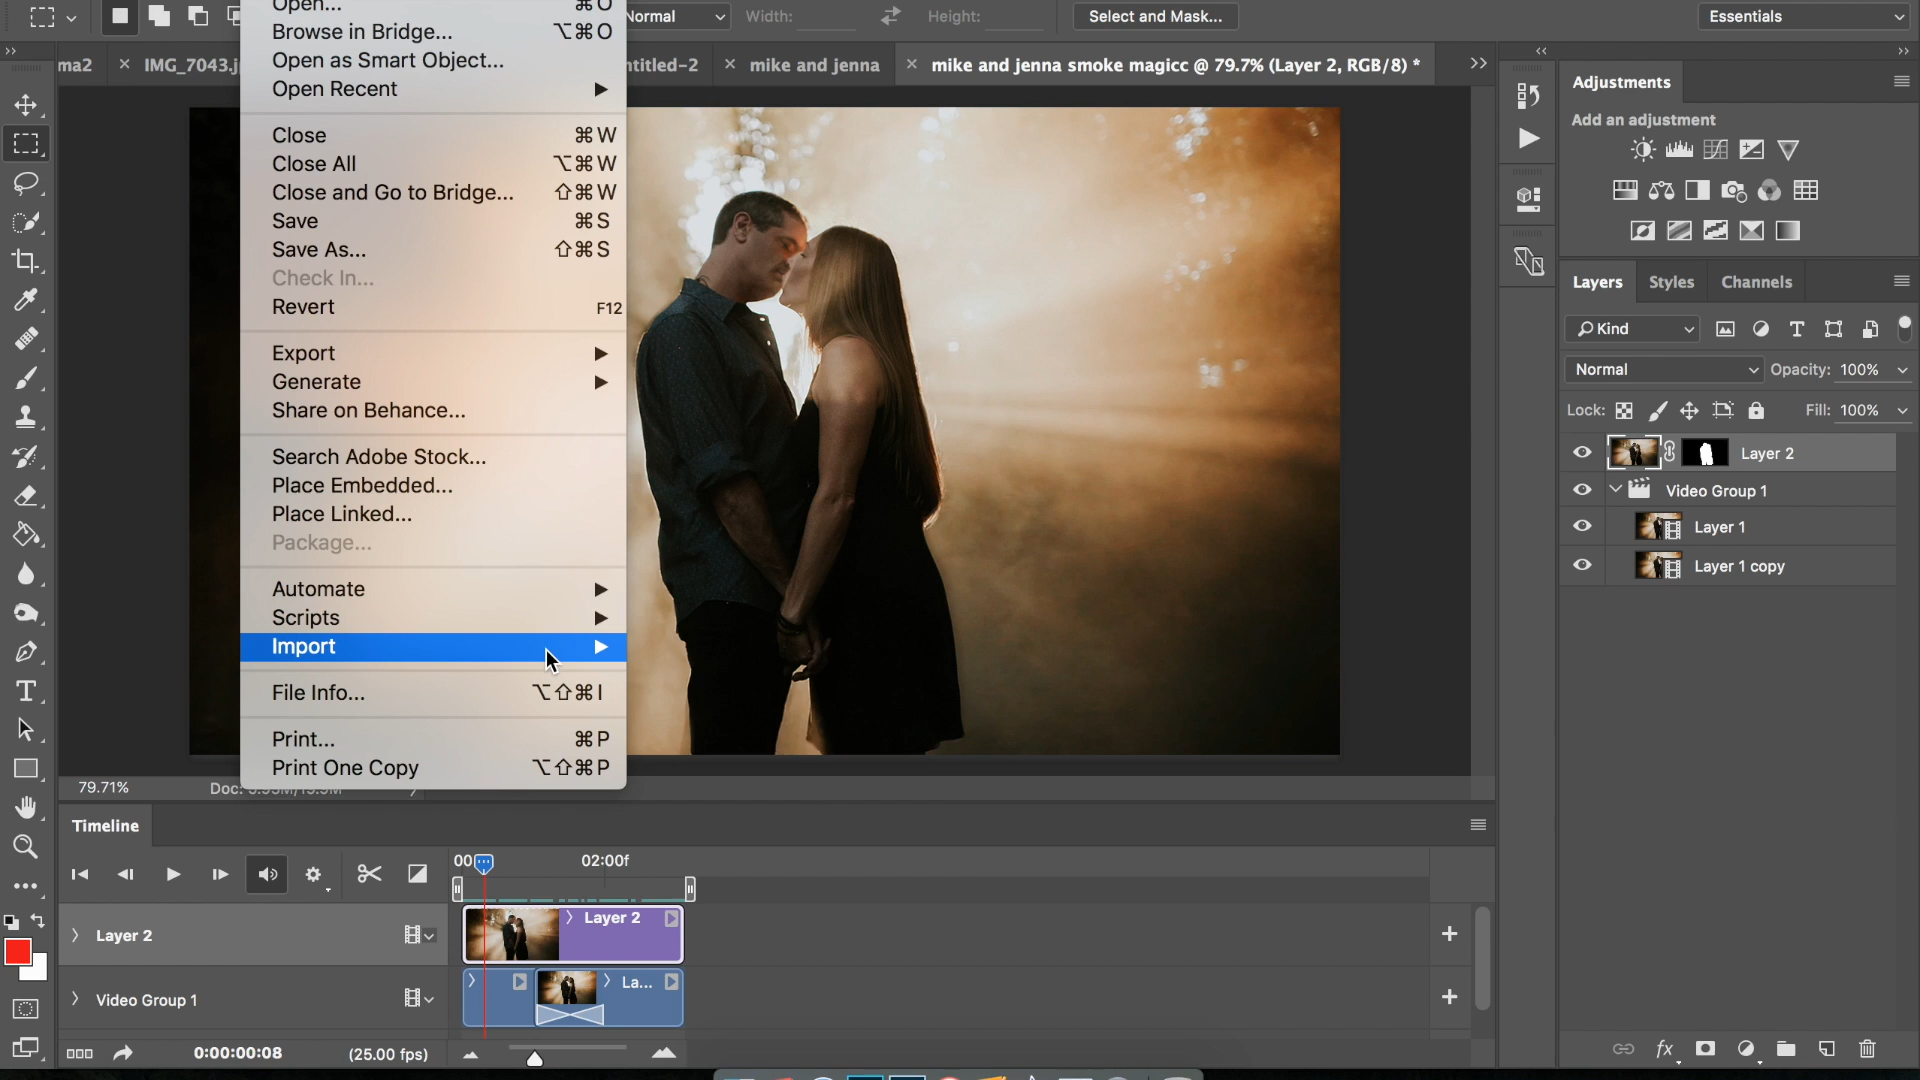 Open... ⌘O
Normal
Width:
Height:
Select and Mask...
Essentials
Browse in Bridge... ⌥⌘O
Open as Smart Object...
Open Recent
ma2
IMG_7043.j
ntitled-2
mike and jenna
mike and jenna smoke magicc @ 79.7% (Layer 2, RGB/8) *
Close ⌘W
Close All ⌥⌘W
Close and Go to Bridge... ⇧⌘W
Save ⌘S
Save As... ⇧⌘S
Check In...
Revert F12
Export
Generate
Share on Behance...
Search Adobe Stock...
Place Embedded...
Place Linked...
Package...
Automate
Scripts
Import
File Info... ⌥⇧⌘I
Print... ⌘P
Print One Copy ⌥⇧⌘P
Adjustments
Add an adjustment
Layers Styles Channels
Kind
Normal Opacity: 100%
Lock: Fill: 100%
Layer 2
Video Group 1
Layer 1
Layer 1 copy
79.71%
Doc:
Timeline
00
02:00f
Layer 2
Layer 2
Video Group 1
La...
0:00:00:08
(25.00 fps)